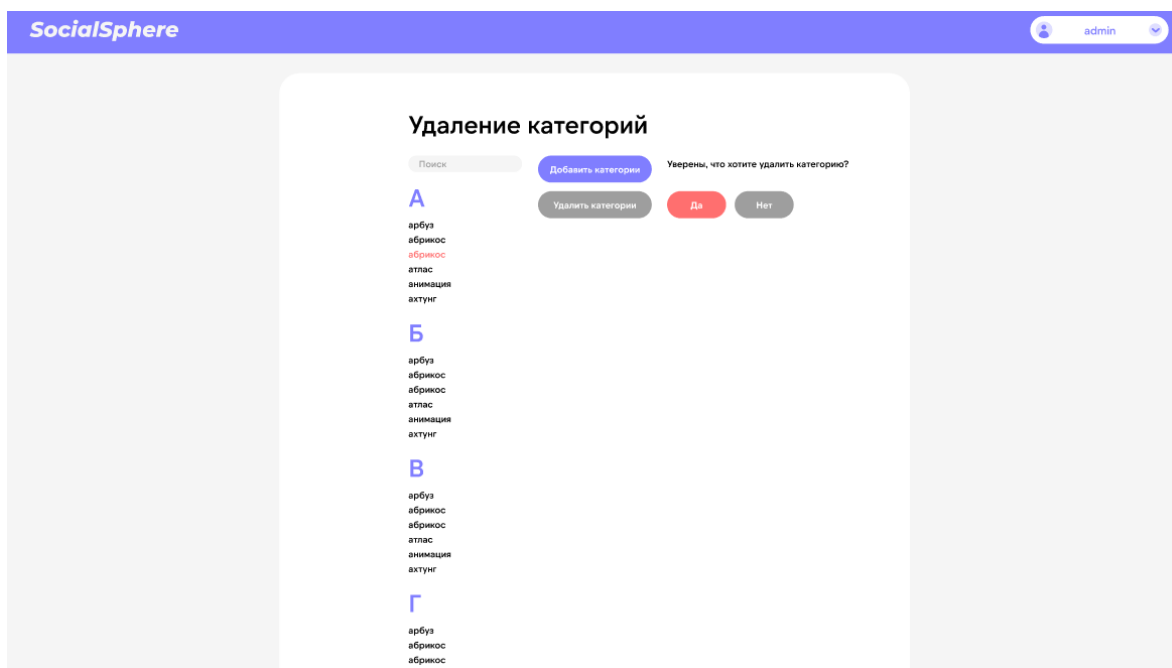 SocialSphere
admin
Удаление категорий
Поиск
Добавить категории
Уверены, что хотите удалить категорию?
Удалить категории
Да
Нет
А
арбуз
абрикос
абрикос
атлас
анимация
ахтунг
Б
арбуз
абрикос
абрикос
атлас
анимация
ахтунг
В
арбуз
абрикос
абрикос
атлас
анимация
ахтунг
Г
арбуз
абрикос
абрикос